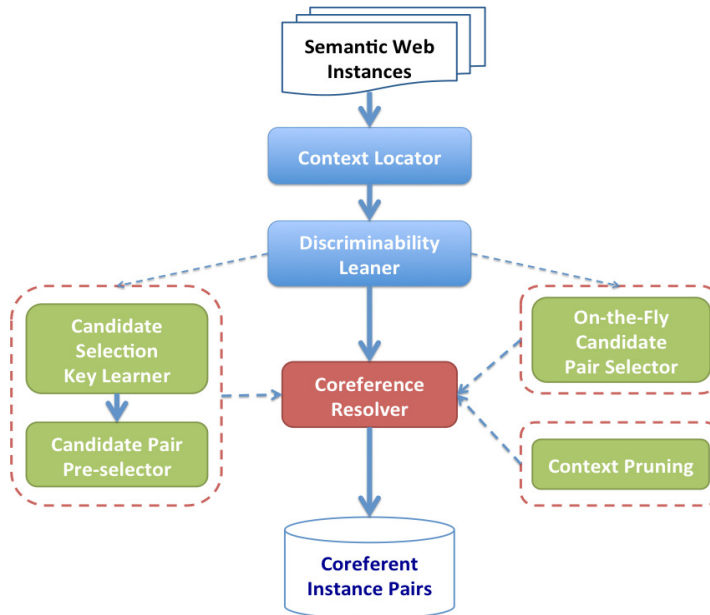 Semantic Web
Instances
Context Locator
Discriminability
Leaner
Candidate
Selection
Key Learner
Candidate Pair
Pre-selector
Coreference
Resolver
On-the-Fly
Candidate
Pair Selector
Context Pruning
Coreferent
Instance Pairs